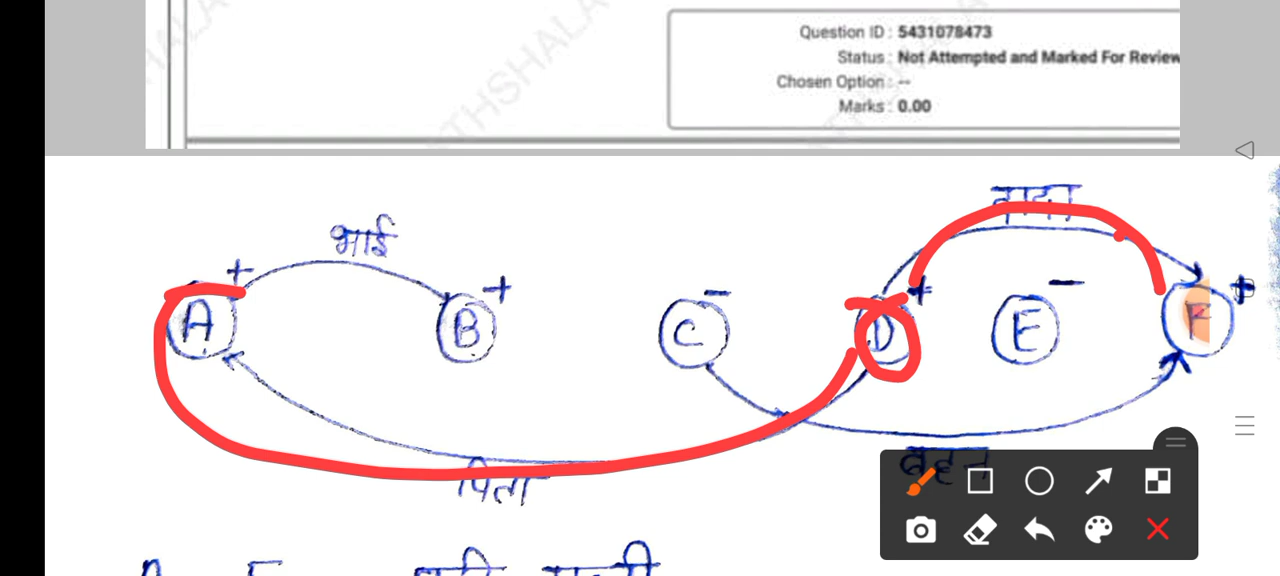 Question ID : 5431078473
Status : Not Attempted and Marked For Review
Chosen Option : --
Marks : 0.00
दादा
भाई
A + B + C - D + E - F +
पिता
बहन